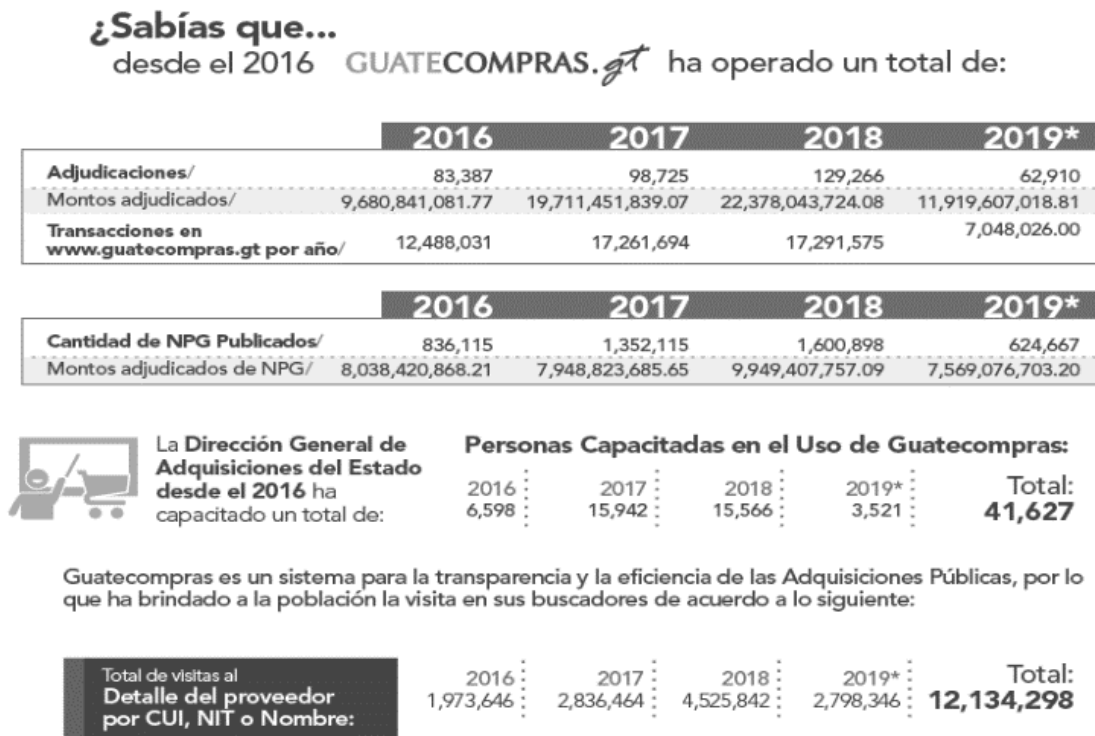 ¿Sabías que...
desde el 2016 GUATECOMPRAS.gt ha operado un total de:
2016 2017 2018 2019*
Adjudicaciones/ 83,387 98,725 129,266 62,910
Montos adjudicados/ 9,680,841,081.77 19,711,451,839.07 22,378,043,724.08 11,919,607,018.81
Transacciones en
www.guatecompras.gt por año/ 12,488,031 17,261,694 17,291,575 7,048,026.00
2016 2017 2018 2019*
Cantidad de NPG Publicados/ 836,115 1,352,115 1,600,898 624,667
Montos adjudicados de NPG/ 8,038,420,868.21 7,948,823,685.65 9,949,407,757.09 7,569,076,703.20
La Dirección General de
Adquisiciones del Estado
desde el 2016 ha
capacitado un total de:
Personas Capacitadas en el Uso de Guatecompras:
2016 2017 2018 2019* Total:
6,598 15,942 15,566 3,521 41,627
Guatecompras es un sistema para la transparencia y la eficiencia de las Adquisiciones Públicas, por lo
que ha brindado a la población la visita en sus buscadores de acuerdo a lo siguiente:
Total de visitas al
Detalle del proveedor
por CUI, NIT o Nombre:
2016 2017 2018 2019* Total:
1,973,646 2,836,464 4,525,842 2,798,346 12,134,298